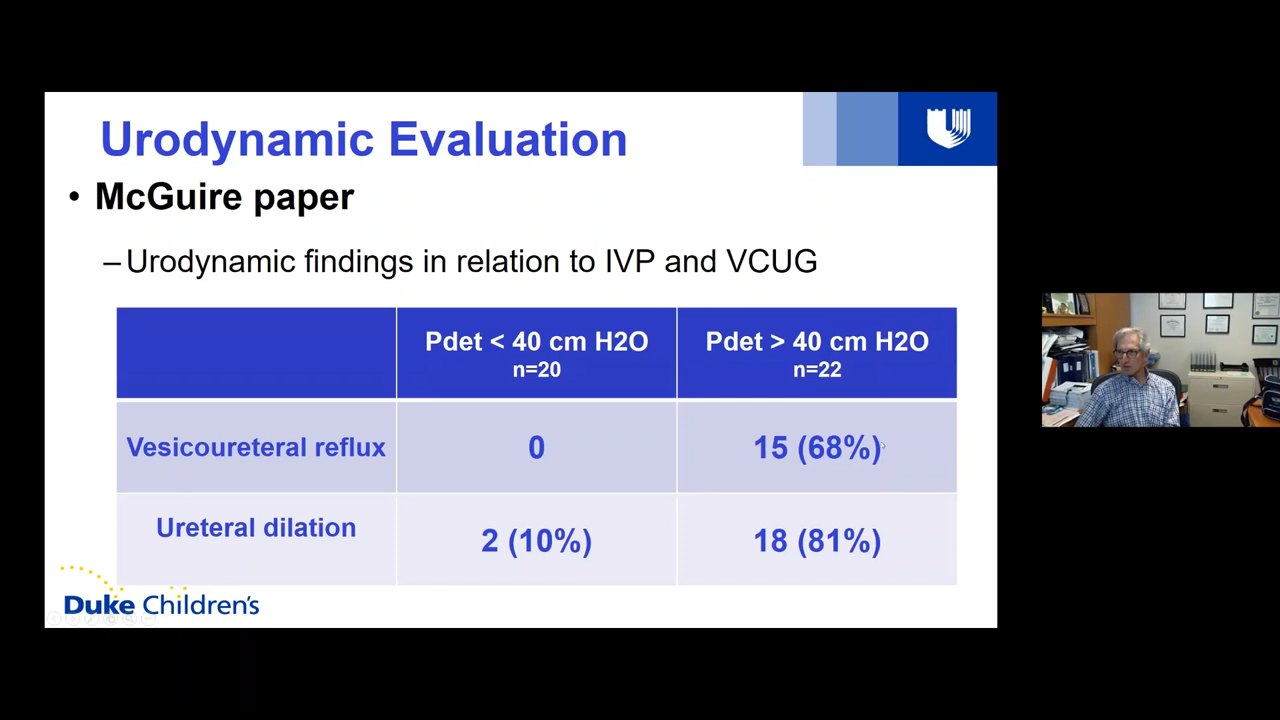 Urodynamic Evaluation
• McGuire paper
–Urodynamic findings in relation to IVP and VCUG
Pdet < 40 cm H2O
n=20
Pdet > 40 cm H2O
n=22
Vesicoureteral reflux
0
15 (68%)
Ureteral dilation
2 (10%)
18 (81%)
Duke Children's